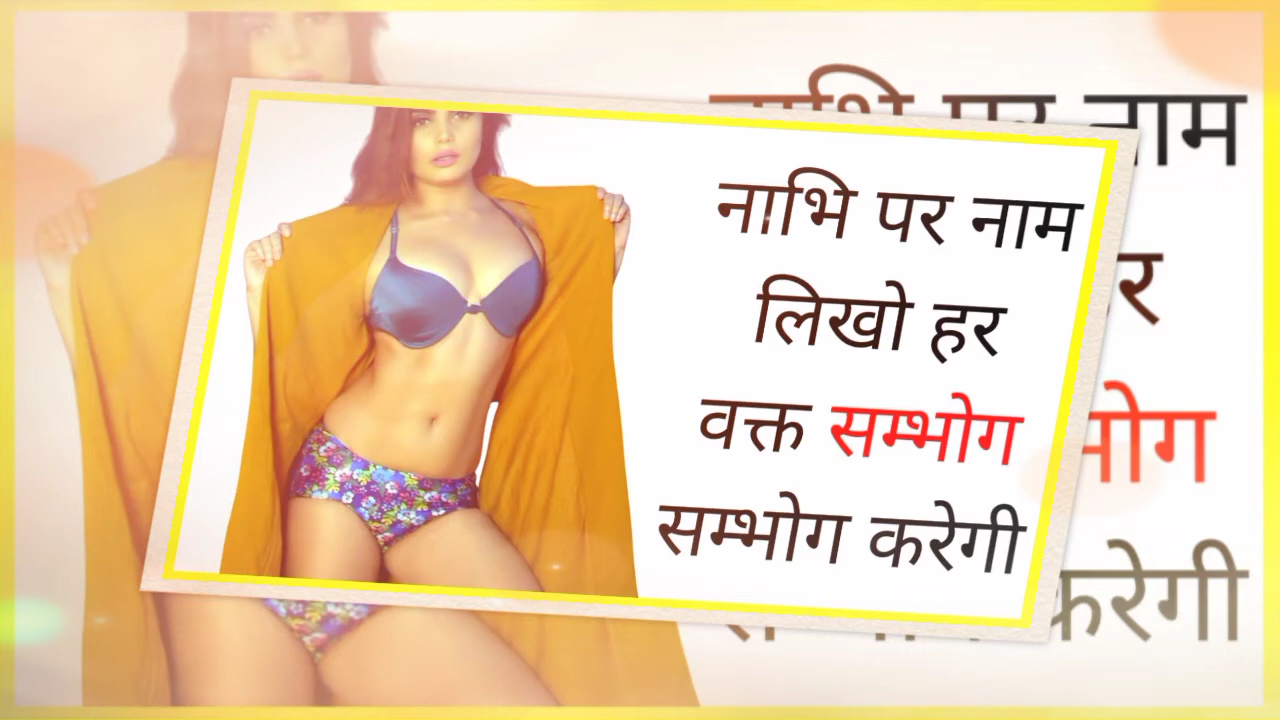 नाभि पर नाम
लिखो हर
वक्त सम्भोग
सम्भोग करेगी